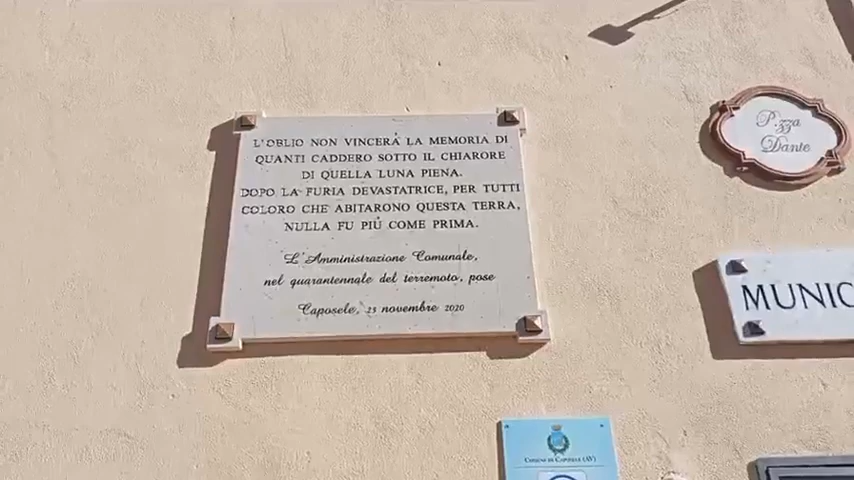 L'OBLIO NON VINCERÀ LA MEMORIA DI
QUANTI CADDERO SOTTO IL CHIARORE
DI QUELLA LUNA PIENA.
DOPO LA FURIA DEVASTATRICE, PER TUTTI
COLORO CHE ABITARONO QUESTA TERRA,
NULLA FU PIÙ COME PRIMA.
L'Amministrazione Comunale,
nel quarantennale del terremoto, pose
Caposele, 23 novembre 2020
P.zza
Dante
MUNIC
COMUNE DI CAPOSELE (AV)